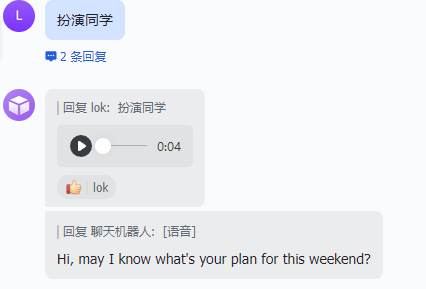 L
扮演同学
2 条回复
回复 lok: 扮演同学
0:04
lok
回复 聊天机器人: [语音]
Hi, may I know what's your plan for this weekend?